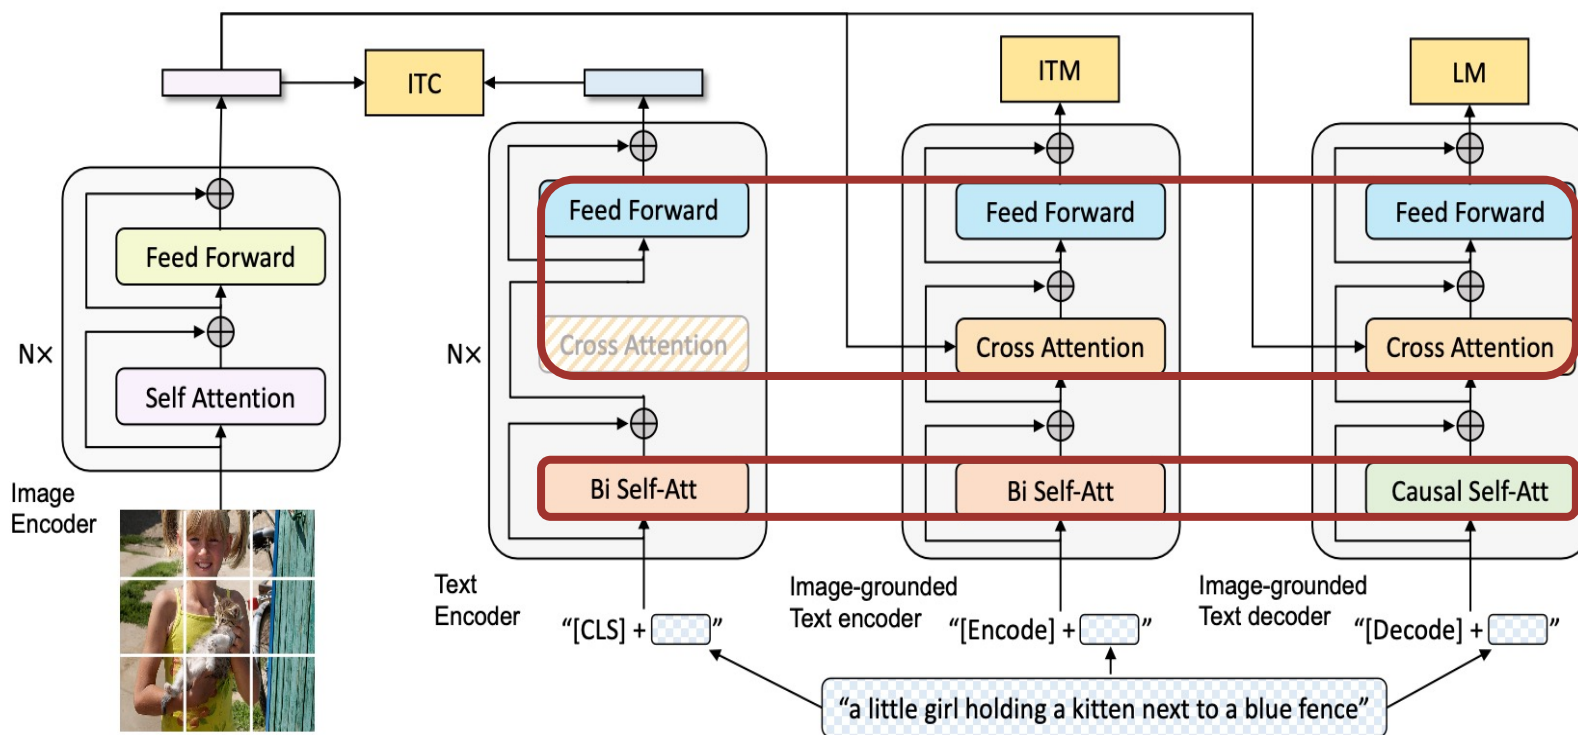 ITC
ITM
LM
Feed Forward
Self Attention
N×
Image
Encoder
Feed Forward
Cross Attention
Bi Self-Att
N×
Text
Encoder
“[CLS] + ”
Feed Forward
Cross Attention
Bi Self-Att
Image-grounded
Text encoder
“[Encode] + ”
Feed Forward
Cross Attention
Causal Self-Att
Image-grounded
Text decoder
“[Decode] + ”
“a little girl holding a kitten next to a blue fence”